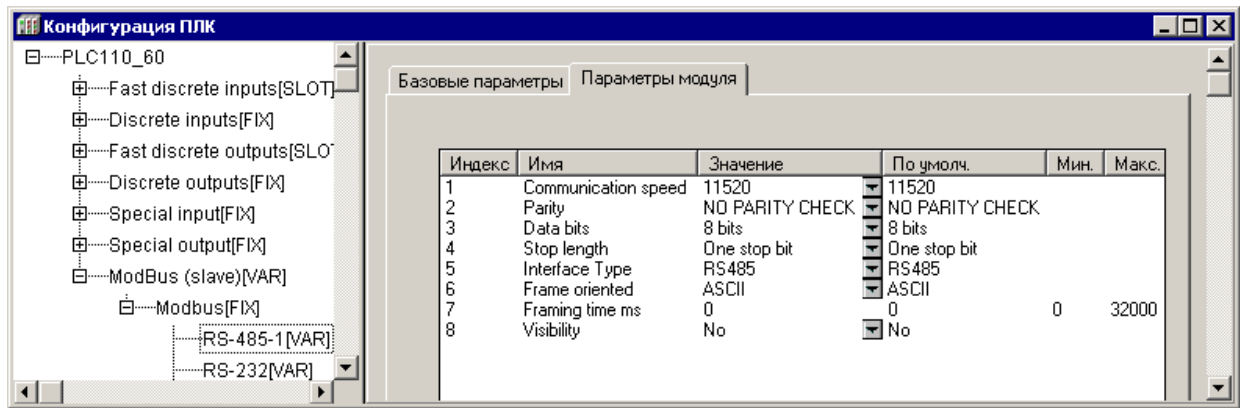 Конфигурация ПЛК
PLC110_60
Fast discrete inputs[SLOT]
Discrete inputs[FIX]
Fast discrete outputs[SLO
Discrete outputs[FIX]
Special input[FIX]
Special output[FIX]
ModBus (slave)[VAR]
Modbus[FIX]
RS-485-1[VAR]
RS-232[VAR]
Базовые параметры Параметры модуля
Индекс Имя Значение По умолч. Мин. Макс.
1 Communication speed 11520 11520
2 Parity NO PARITY CHECK NO PARITY CHECK
3 Data bits 8 bits 8 bits
4 Stop length One stop bit One stop bit
5 Interface Type RS485 RS485
6 Frame oriented ASCII ASCII
7 Framing time ms 0 0 0 32000
8 Visibility No No